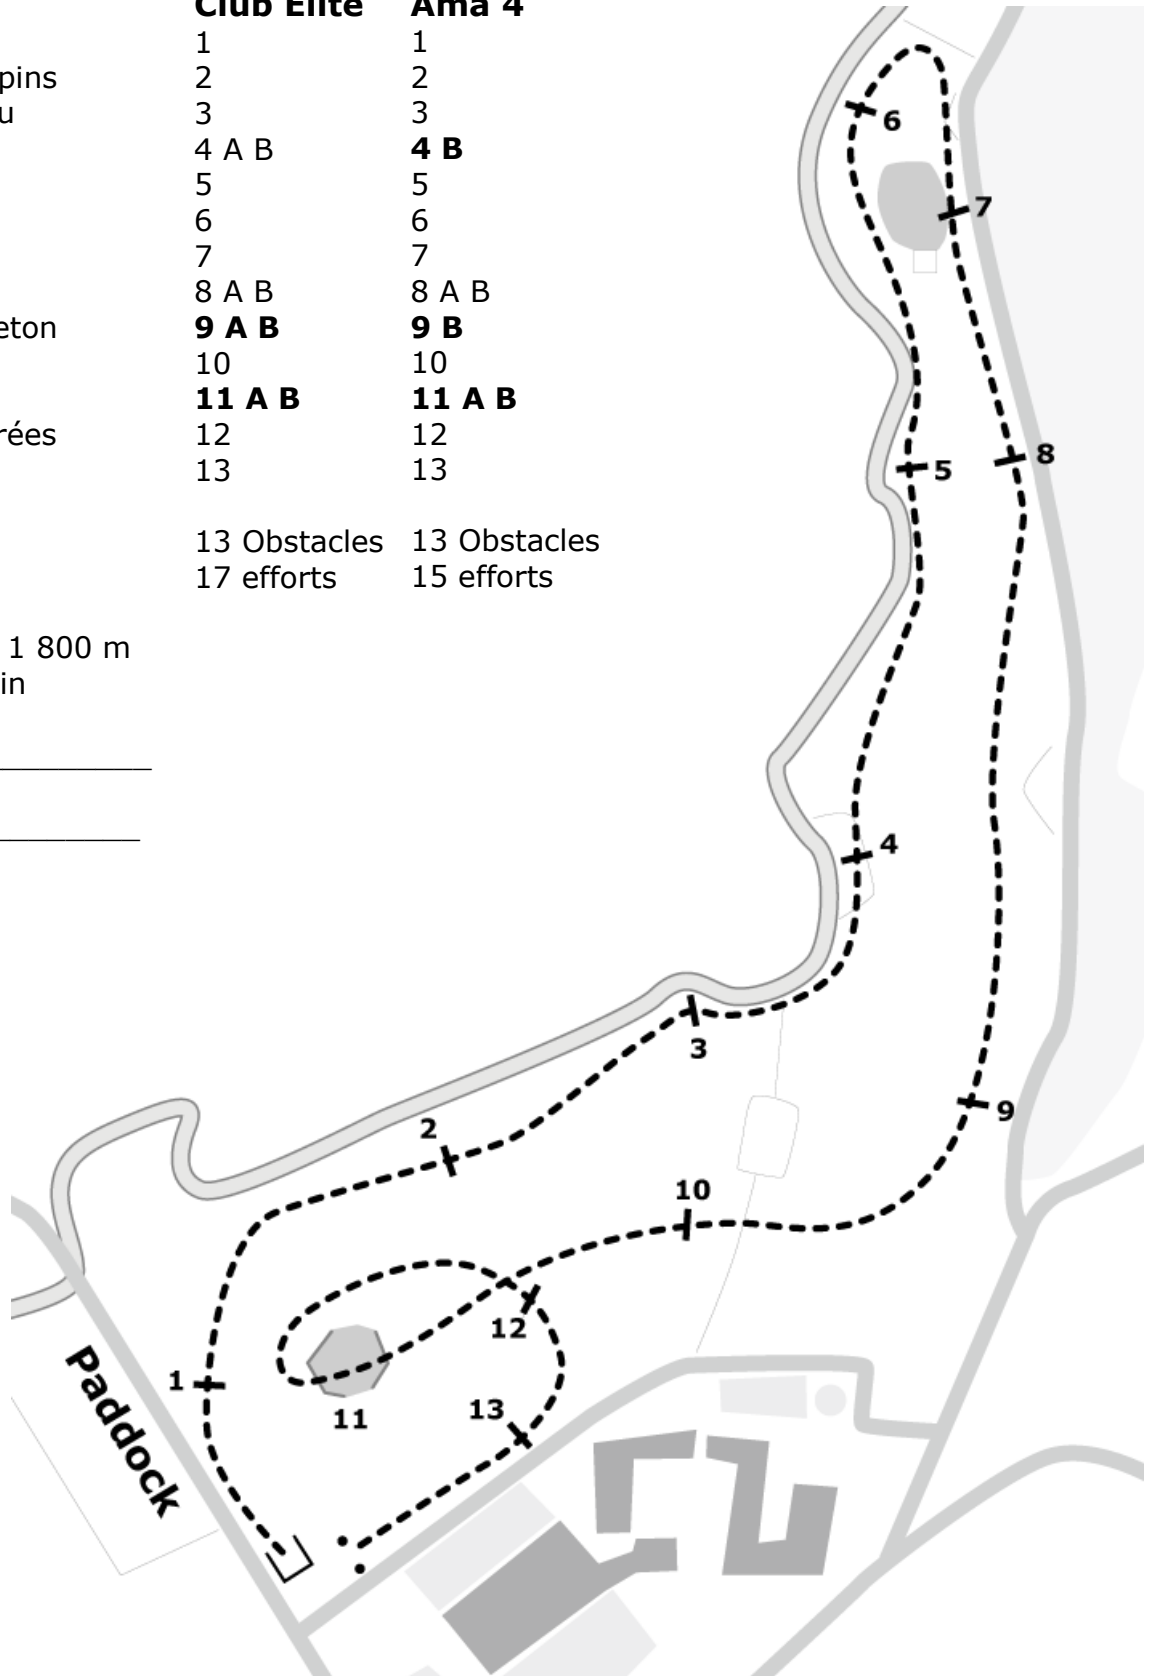 Club Elite Ama 4
1 1
pins 2 2
u 3 3
4 A B 4 B
5 5
6 6
7 7
8 A B 8 A B
eton 9 A B 9 B
10 10
11 A B 11 A B
rées 12 12
13 13
13 Obstacles 13 Obstacles
17 efforts 15 efforts
1 800 m
in
6
7
8
5
4
3
9
2
10
12
1
11
13
Paddock